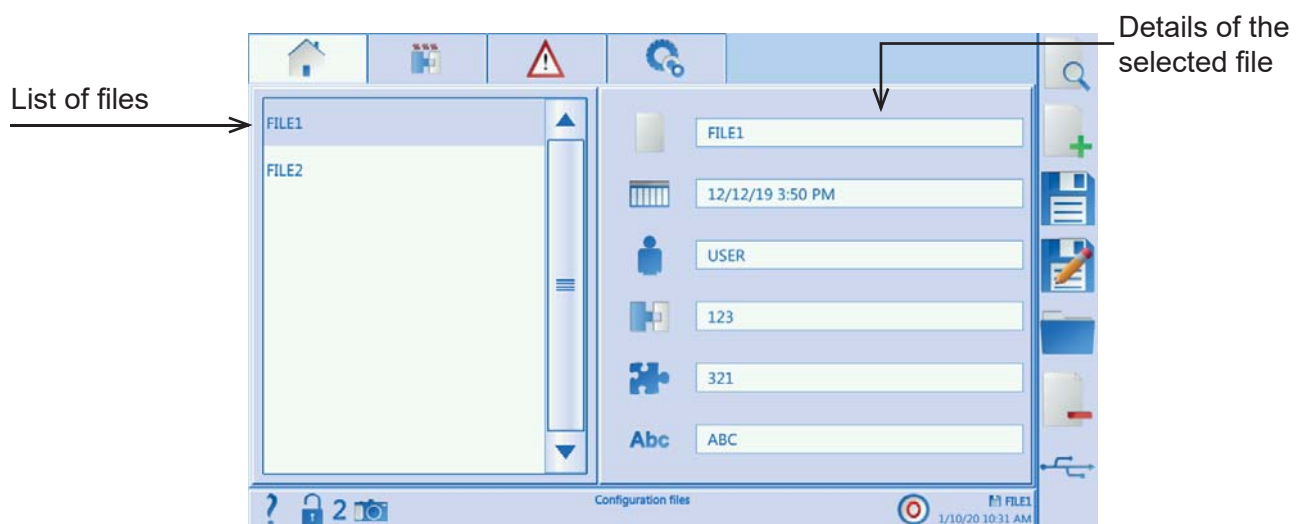 Details of the
selected file
List of files
FILE1
FILE2
FILE1
12/12/19 3:50 PM
USER
123
321
Abc
ABC
? 2
Configuration files
FILE1
1/10/20 10:31 AM